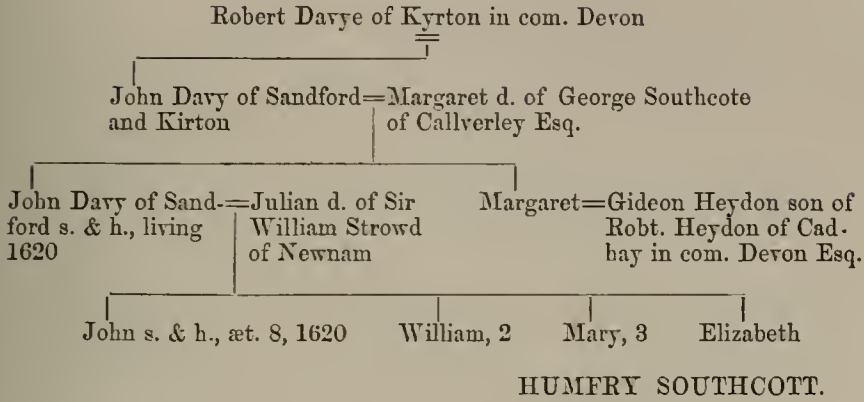 Robert Davye of Kyrton in com. Devon
John Davy of Sandford=Margaret d. of George Southcote
and Kirton
of Callverley Esq.
John Davy of Sand-=Julian d. of Sir
ford s. & h., living
William Strowd
1620
of Newnam
Margaret=Gideon Heydon son of
Robt. Heydon of Cad-
hay in com. Devon Esq.
John s. & h., æt. 8, 1620 William, 2 Mary, 3 Elizabeth
HUMFRY SOUTHCOTT.